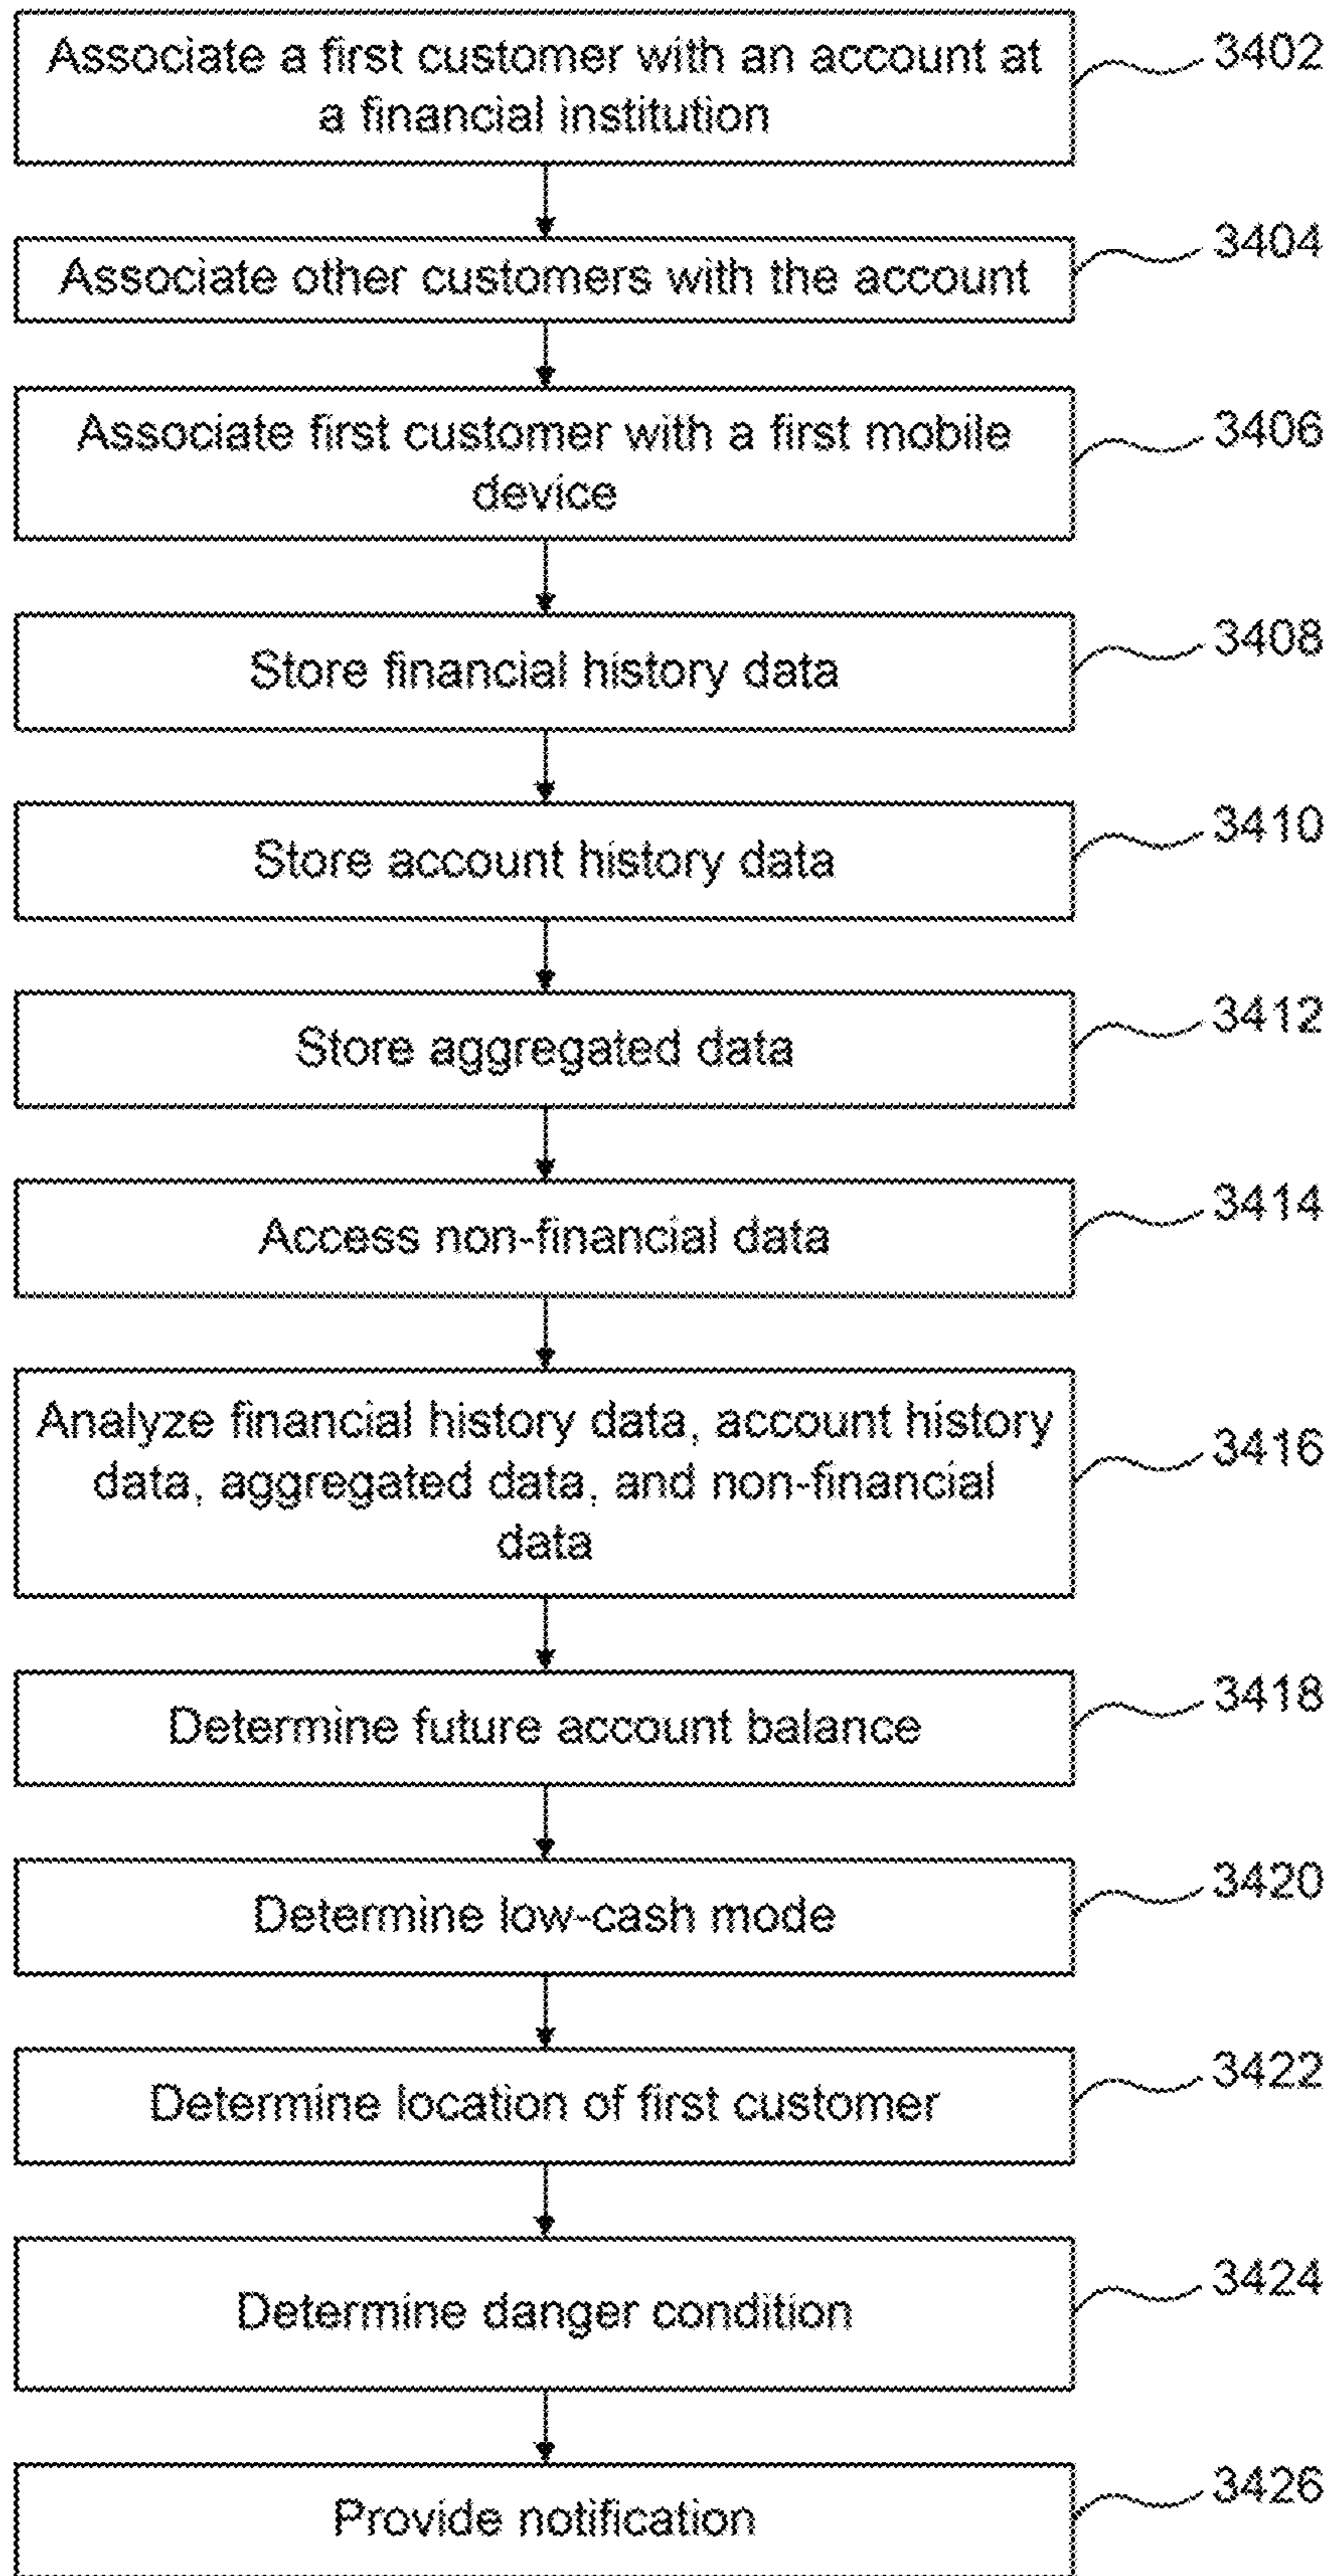 Associate a first customer with an account at
a financial institution
3402
Associate other customers with the account
3404
Associate first customer with a first mobile
device
3406
Store financial history data
3408
Store account history data
3410
Store aggregated data
3412
Access non-financial data
3414
Analyze financial history data, account history
data, aggregated data, and non-financial
data
3416
Determine future account balance
3418
Determine low-cash mode
3420
Determine location of first customer
3422
Determine danger condition
3424
Provide notification
3426